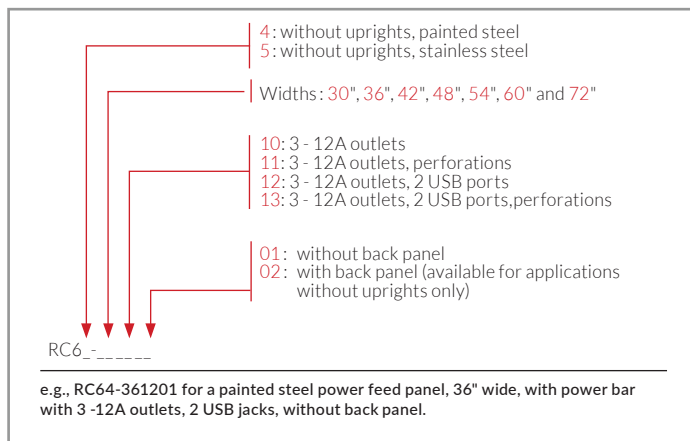 4: without uprights, painted steel
5: without uprights, stainless steel
Widths: 30", 36", 42", 48", 54", 60" and 72"
10: 3 - 12A outlets
11: 3 - 12A outlets, perforations
12: 3 - 12A outlets, 2 USB ports
13: 3 - 12A outlets, 2 USB ports,perforations
01: without back panel
02: with back panel (available for applications
without uprights only)
RC6_-______
e.g., RC64-361201 for a painted steel power feed panel, 36" wide, with power bar
with 3 -12A outlets, 2 USB jacks, without back panel.